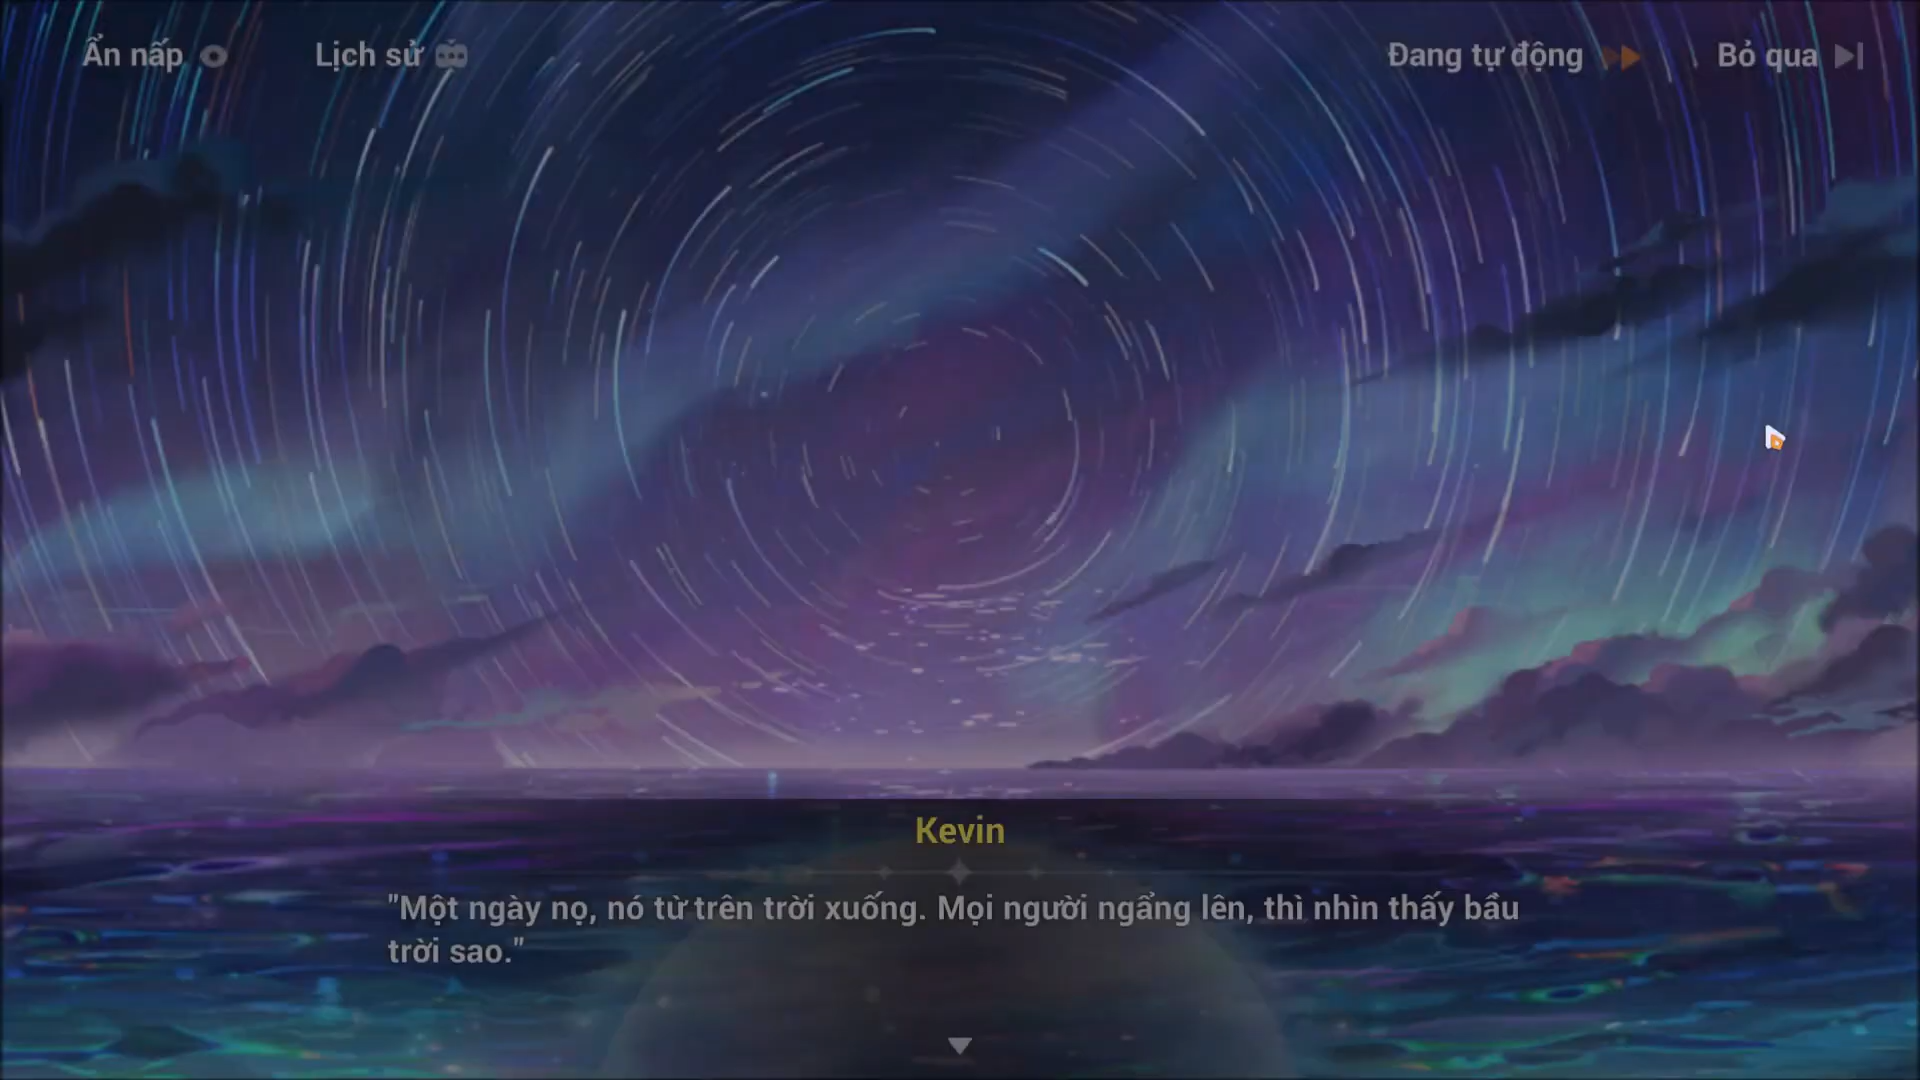 Ẩn nấp
Lịch sử
Đang tự động
Bỏ qua
Kevin
"Một ngày nọ, nó từ trên trời xuống. Mọi người ngẩng lên, thì nhìn thấy bầu
trời sao."